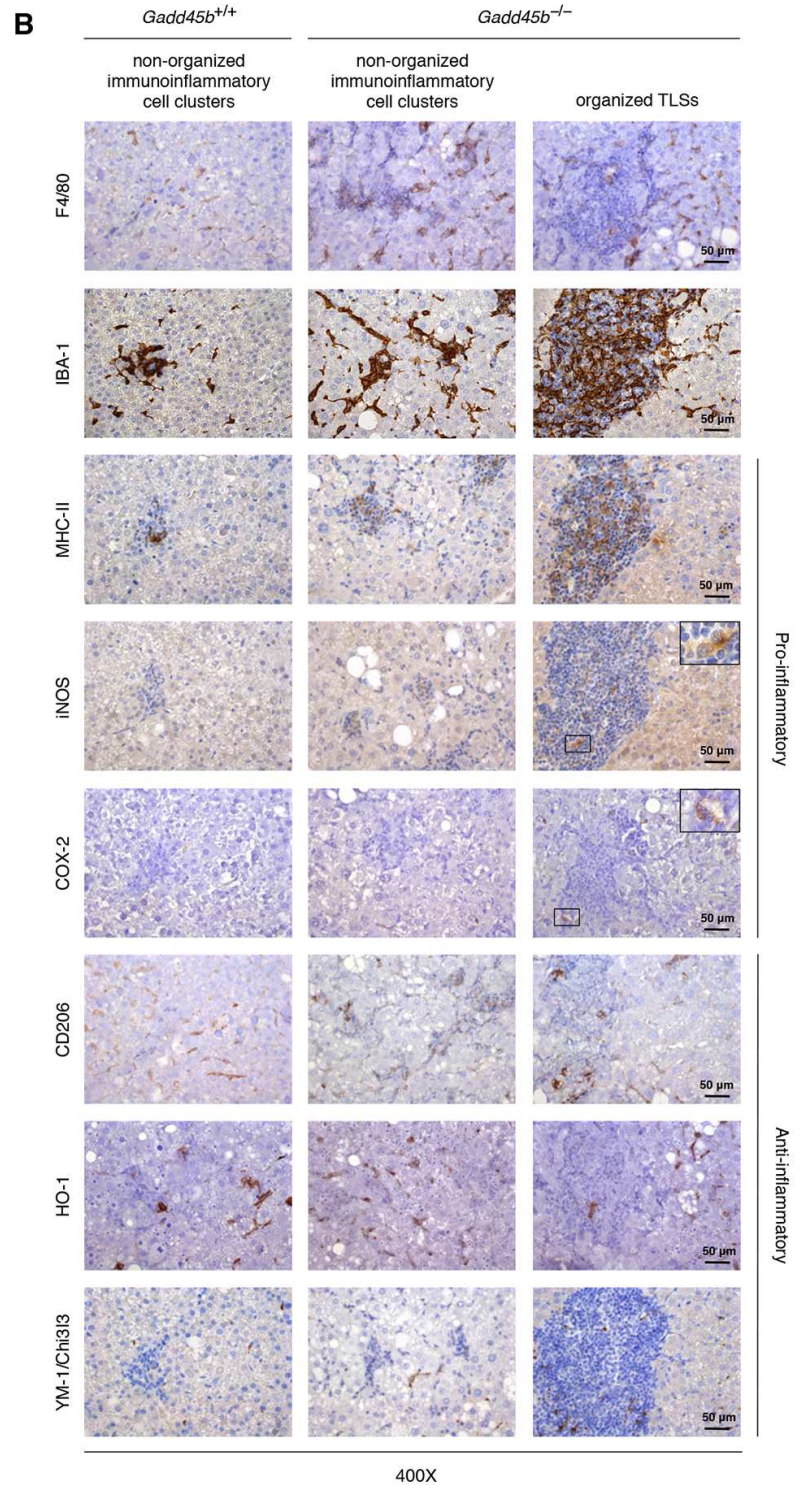 B
Gadd45b+/+
Gadd45b–/–
non-organized
immunoinflammatory
cell clusters
non-organized
immunoinflammatory
cell clusters
organized TLSs
F4/80
50 µm
IBA-1
50 µm
MHC-II
50 µm
iNOS
50 µm
COX-2
50 µm
Pro-inflammatory
CD206
50 µm
HO-1
50 µm
YM-1/Chi3l3
50 µm
Anti-inflammatory
400X